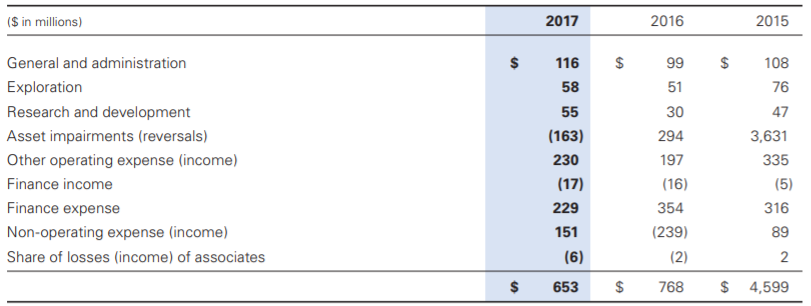 ($ in millions) 2017 2016 2015
General and administration $ 116 $ 99 $ 108
Exploration 58 51 76
Research and development 55 30 47
Asset impairments (reversals) (163) 294 3,631
Other operating expense (income) 230 197 335
Finance income (17) (16) (5)
Finance expense 229 354 316
Non-operating expense (income) 151 (239) 89
Share of losses (income) of associates (6) (2) 2
$ 653 $ 768 $ 4,599